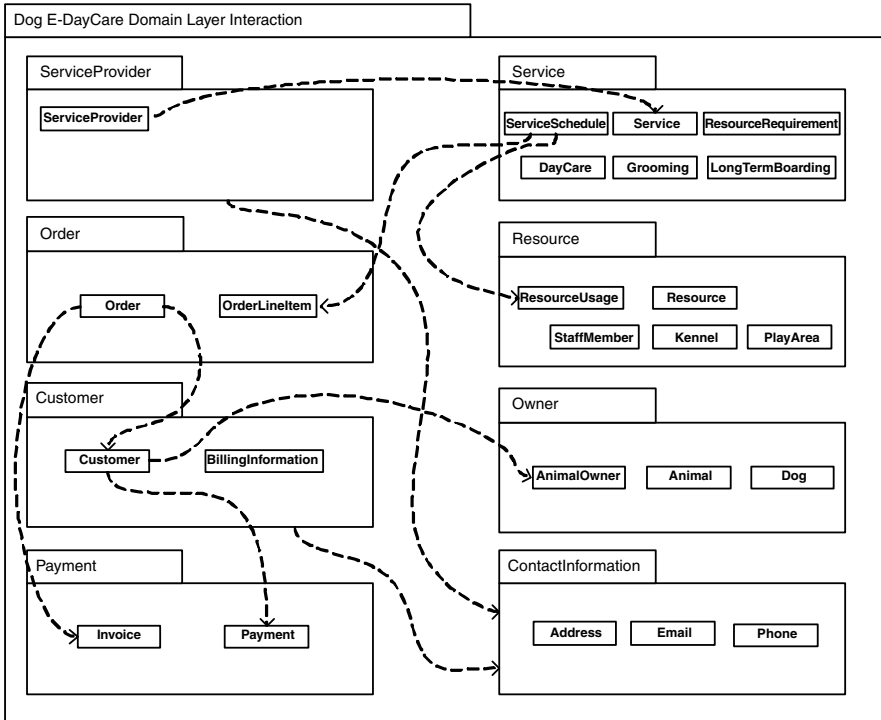 Dog E-DayCare Domain Layer Interaction
ServiceProvider
ServiceProvider
Service
ServiceSchedule
Service
ResourceRequirement
DayCare
Grooming
LongTermBoarding
Order
Order
OrderLineItem
Resource
ResourceUsage
Resource
StaffMember
Kennel
PlayArea
Customer
Customer
BillingInformation
Owner
AnimalOwner
Animal
Dog
Payment
Invoice
Payment
ContactInformation
Address
Email
Phone